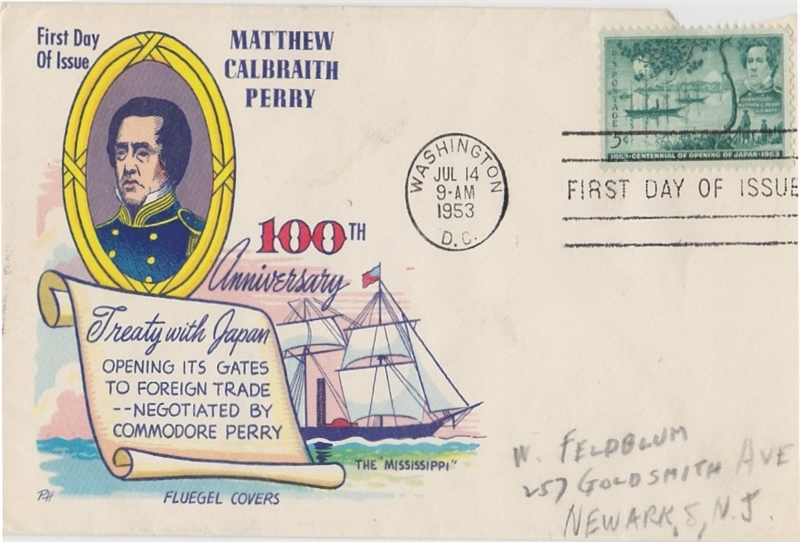 First Day
Of Issue
MATTHEW
CALBRAITH
PERRY
POSTAGE
5¢
1853-CENTENNIAL OF OPENING OF JAPAN-1953
WASHINGTON
JUL 14
9-AM
1953
D.C.
FIRST DAY OF ISSUE
100TH
Anniversary
Treaty with Japan
OPENING ITS GATES
TO FOREIGN TRADE
--NEGOTIATED BY
COMMODORE PERRY
THE "MISSISSIPPI"
FLUEGEL COVERS
W. FELDBLUM
257 GOLDSMITH AVE
NEWARK, 8, N.J.